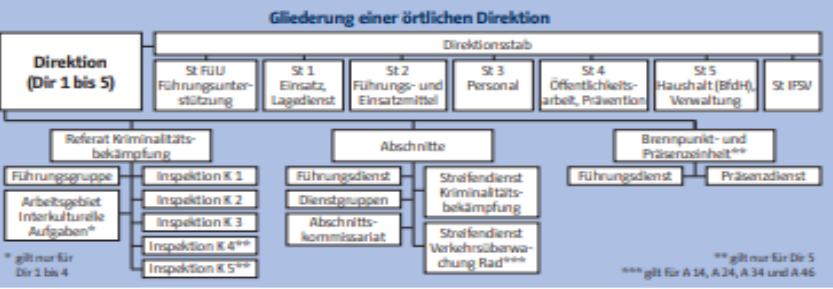 Gliederung einer örtlichen Direktion
Direktion
(Dir 1 bis 5)
Direktionsstab
St FüU
Führungsunter-
stützung
St 1
Einsatz,
Lagedienst
St 2
Führungs- und
Einsatzmittel
St 3
Personal
St 4
Öffentlichkeits-
arbeit, Prävention
St 5
Haushalt (BfdH),
Verwaltung
St IFSV
Referat Kriminalitäts-
bekämpfung
Führungsgruppe
Arbeitsgebiet
Interkulturelle
Aufgaben*
Inspektion K 1
Inspektion K 2
Inspektion K 3
Inspektion K 4**
Inspektion K 5**
Abschnitte
Führungsdienst
Dienstgruppen
Abschnitts-
kommissariat
Streifendienst
Kriminalitäts-
bekämpfung
Streifendienst
Verkehrsüberwa-
chung Rad***
Brennpunkt- und
Präsenzeinheit**
Führungsdienst
Präsenzdienst
* gilt nur für
Dir 1 bis 4
** gilt nur für Dir 5
*** gilt für A 14, A 24, A 34 und A 46